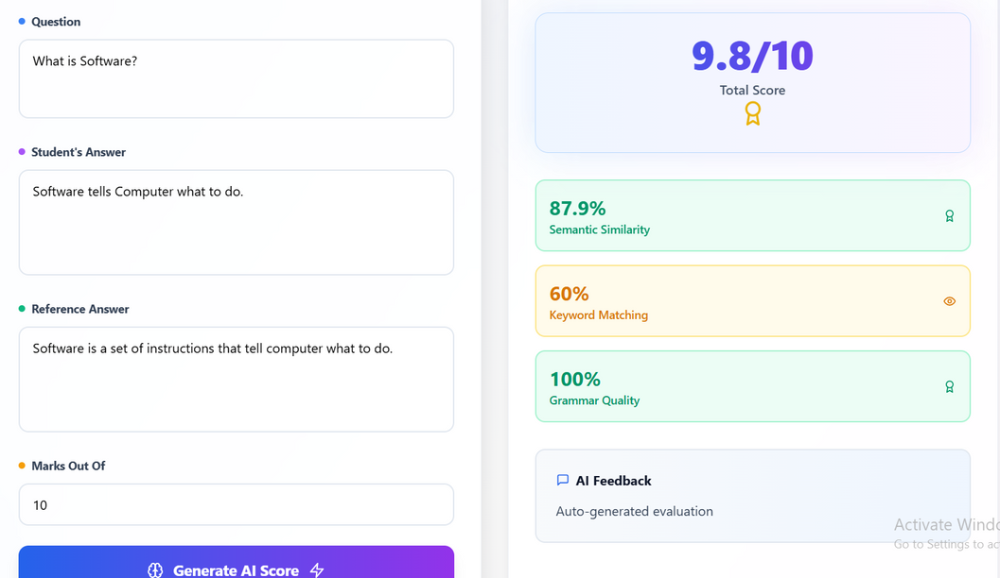 Question
What is Software?
Student's Answer
Software tells Computer what to do.
Reference Answer
Software is a set of instructions that tell computer what to do.
Marks Out Of
10
Generate AI Score
9.8/10
Total Score
87.9%
Semantic Similarity
60%
Keyword Matching
100%
Grammar Quality
AI Feedback
Auto-generated evaluation
Activate Windo
Go to Settings to ac